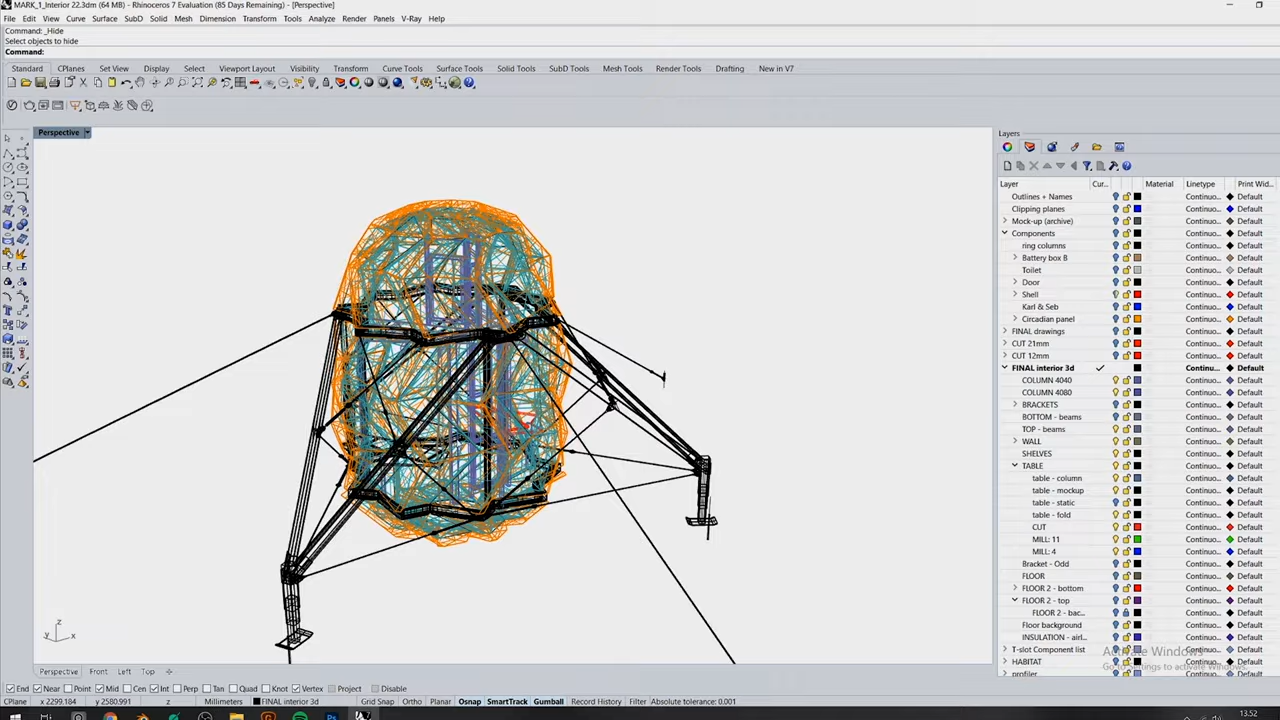 MARK_1_Interior 22.3dm (64 MB) - Rhinoceros 7 Evaluation (85 Days Remaining) - [Perspective]
File Edit View Curve Surface SubD Solid Mesh Dimension Transform Tools Analyze Render Panels V-Ray Help
Command: _Hide
Select objects to hide
Command:
Standard CPlanes Set View Display Select Viewport Layout Visibility Transform Curve Tools Surface Tools Solid Tools SubD Tools Mesh Tools Render Tools Drafting New in V7
Perspective
Layers
Layer Cur... Material Linetype Print Wid...
Outlines + Names Continuo... Default
Clipping planes Continuo... Default
Mock-up (archive) Continuo... Default
Components Continuo... Default
ring columns Continuo... Default
Battery box B Continuo... Default
Toilet Continuo... Default
Door Continuo... Default
Shell Continuo... Default
Karl & Seb Continuo... Default
Circadian panel Continuo... Default
FINAL drawings Continuo... Default
CUT 21mm Continuo... Default
CUT 12mm Continuo... Default
FINAL interior 3d Continu... Default
COLUMN 4040 Continuo... Default
COLUMN 4080 Continuo... Default
BRACKETS Continuo... Default
BOTTOM - beams Continuo... Default
TOP - beams Continuo... Default
WALL Continuo... Default
SHELVES Continuo... Default
TABLE Continuo... Default
table - column Continuo... Default
table - mockup Continuo... Default
table - static Continuo... Default
table - fold Continuo... Default
CUT Continuo... Default
MILL: 11 Continuo... Default
MILL: 4 Continuo... Default
Bracket - Odd Continuo... Default
FLOOR Continuo... Default
FLOOR 2 - bottom Continuo... Default
FLOOR 2 - top Continuo... Default
FLOOR 2 - bac... Continuo... Default
Floor background Continuo... Default
INSULATION - airl... Continuo... Default
T-slot Component list Continuo... Default
HABITAT Continuo... Default
profiler Continuo... Default
Activate Windows
Go to Settings to activate Windows.
z
y x
Perspective Front Left Top
End Near Point Mid Cen Int Perp Tan Quad Knot Vertex Project Disable
CPlane x 2299.184 y 2580.991 z Millimeters FINAL interior 3d Grid Snap Ortho Planar Osnap SmartTrack Gumball Record History Filter Absolute tolerance: 0.001
13.52